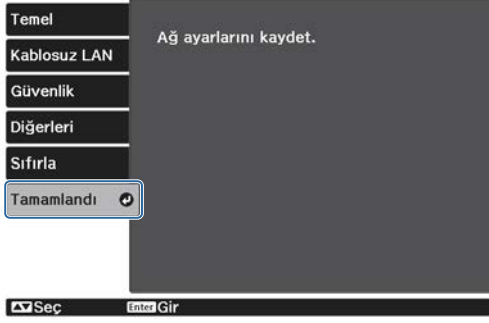 Temel
Kablosuz LAN
Güvenlik
Diğerleri
Sıfırla
Tamamlandı
Ağ ayarlarını kaydet.
Seç Enter Gir